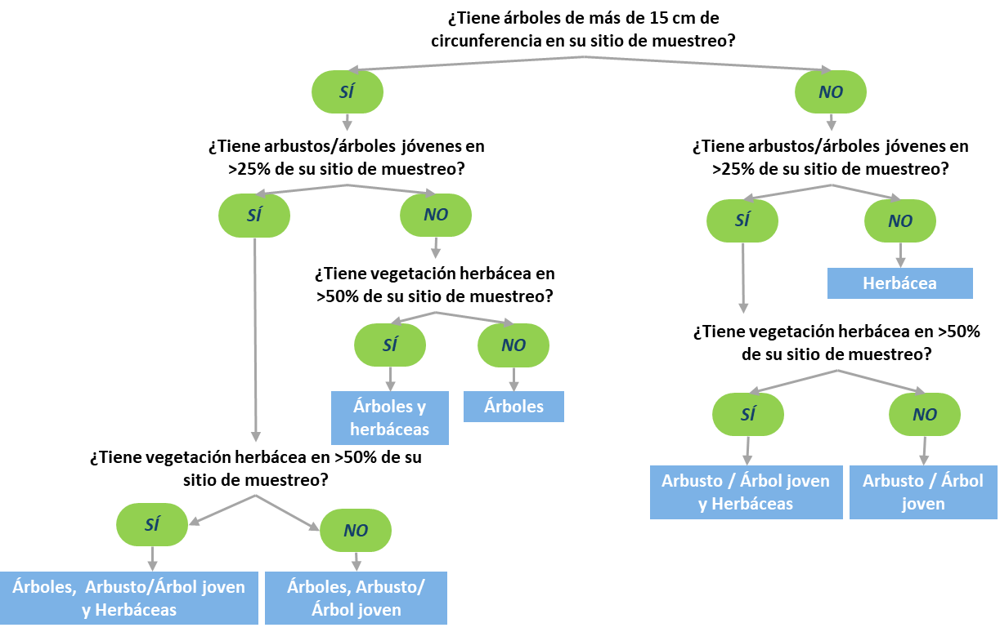 ¿Tiene árboles de más de 15 cm de
circunferencia en su sitio de muestreo?
SÍ
NO
¿Tiene arbustos/árboles jóvenes en
>25% de su sitio de muestreo?
¿Tiene arbustos/árboles jóvenes en
>25% de su sitio de muestreo?
SÍ
NO
SÍ
NO
¿Tiene vegetación herbácea en
>50% de su sitio de muestreo?
Herbácea
¿Tiene vegetación herbácea en >50%
de su sitio de muestreo?
SÍ
NO
Árboles y
herbáceas
Árboles
SÍ
NO
¿Tiene vegetación herbácea en >50% de su
sitio de muestreo?
Arbusto / Árbol joven
y Herbáceas
Arbusto / Árbol
joven
SÍ
NO
Árboles, Arbusto/Árbol joven
y Herbáceas
Árboles, Arbusto/
Árbol joven